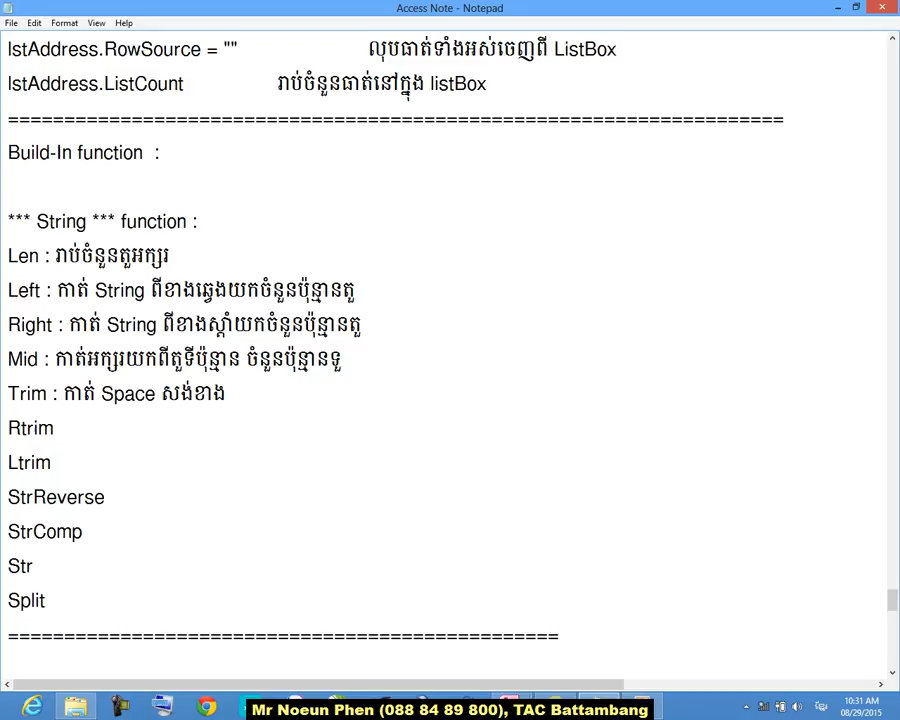 Access Note - Notepad
File Edit Format View Help
lstAddress.RowSource = "" លុបធាត់ទាំងអស់ចេញពី ListBox
lstAddress.ListCount រាប់ចំនួនធាត់នៅក្នុង listBox
=====================================================================
Build-In function :
*** String *** function :
Len : រាប់ចំនួនតួអក្សរ
Left : កាត់ String ពីខាងឆ្វេងយកចំនួនប៉ុន្មានតួ
Right : កាត់ String ពីខាងស្តាំយកចំនួនប៉ុន្មានតួ
Mid : កាត់អក្សរយកពីតួទីប៉ុន្មាន ចំនួនប៉ុន្មានទួ
Trim : កាត់ Space សង់ខាង
Rtrim
Ltrim
StrReverse
StrComp
Str
Split
=================================================
Mr Noeun Phen (088 84 89 800), TAC Battambang
10:31 AM
08/29/2015